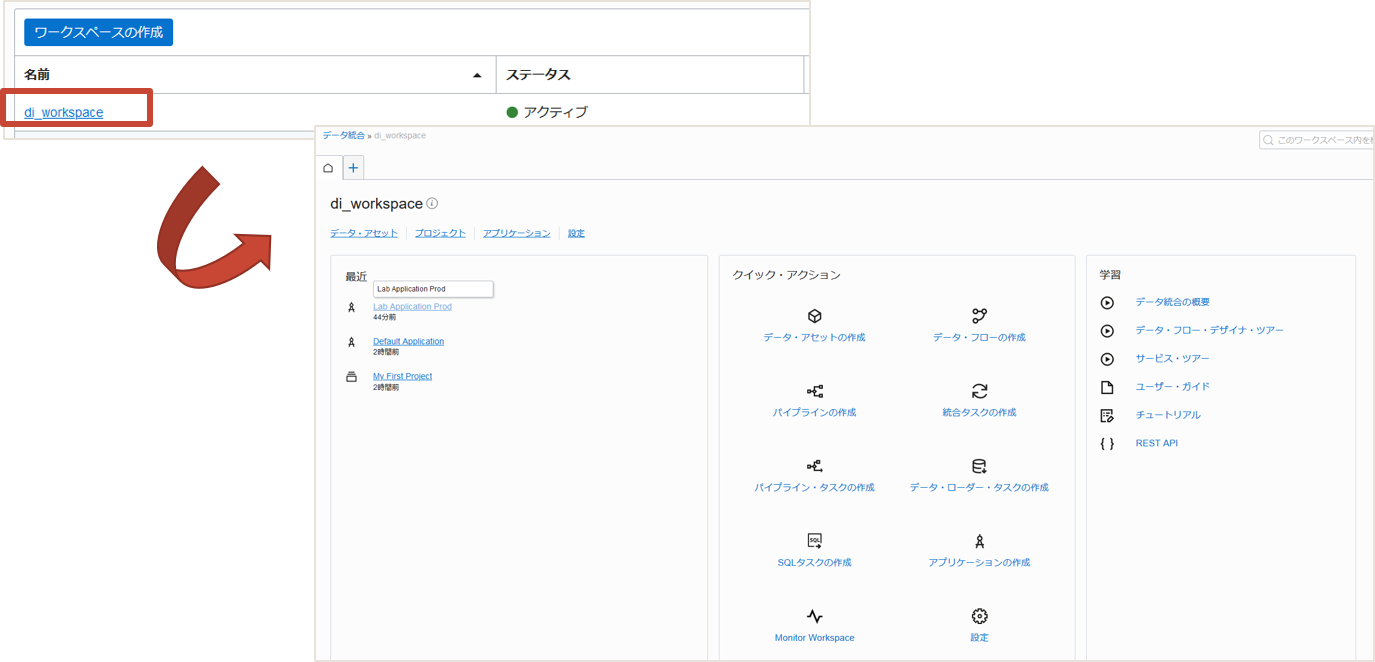 ワークスペースの作成
名前
ステータス
di_workspace
アクティブ
データ統合 » di_workspace
このワークスペース内を
di_workspace
データ・アセット
プロジェクト
アプリケーション
設定
最近
Lab Application Prod
Lab Application Prod
44分前
Default Application
2時間前
My First Project
2時間前
クイック・アクション
データ・アセットの作成
データ・フローの作成
パイプラインの作成
統合タスクの作成
パイプライン・タスクの作成
データ・ローダー・タスクの作成
SQL
SQLタスクの作成
アプリケーションの作成
Monitor Workspace
設定
学習
データ統合の概要
データ・フロー・デザイナ・ツアー
サービス・ツアー
ユーザー・ガイド
チュートリアル
REST API